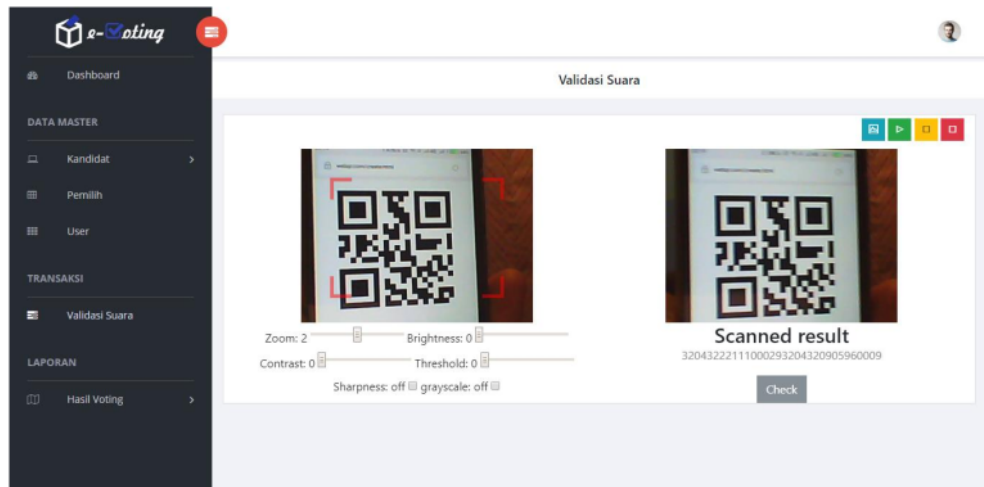 e-Voting
Validasi Suara
Dashboard
DATA MASTER
Kandidat
Pemilih
User
TRANSAKSI
Validasi Suara
LAPORAN
Hasil Voting
Zoom: 2
Brightness: 0
Contrast: 0
Threshold: 0
Sharpness: off
grayscale: off
Scanned result
32043222111000293204320905960009
Check